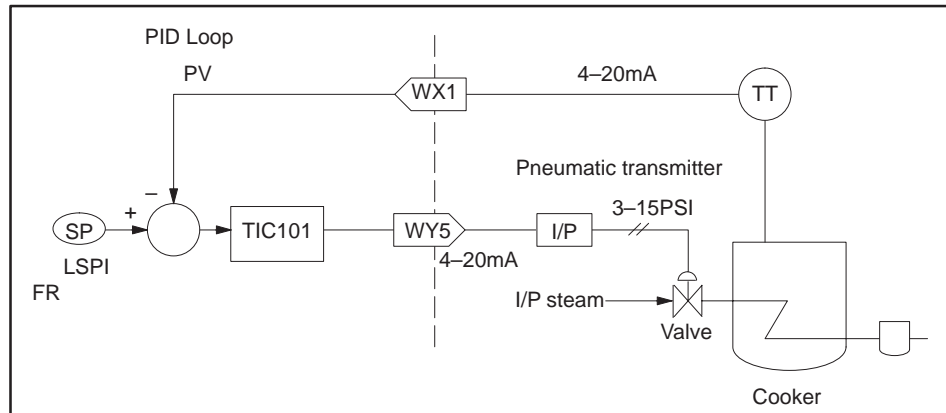 PID Loop
PV
WX1
4–20mA
TT
Pneumatic transmitter
3–15PSI
–
+
SP
TIC101
WY5
I/P
4–20mA
LSPI
FR
I/P steam
Valve
Cooker